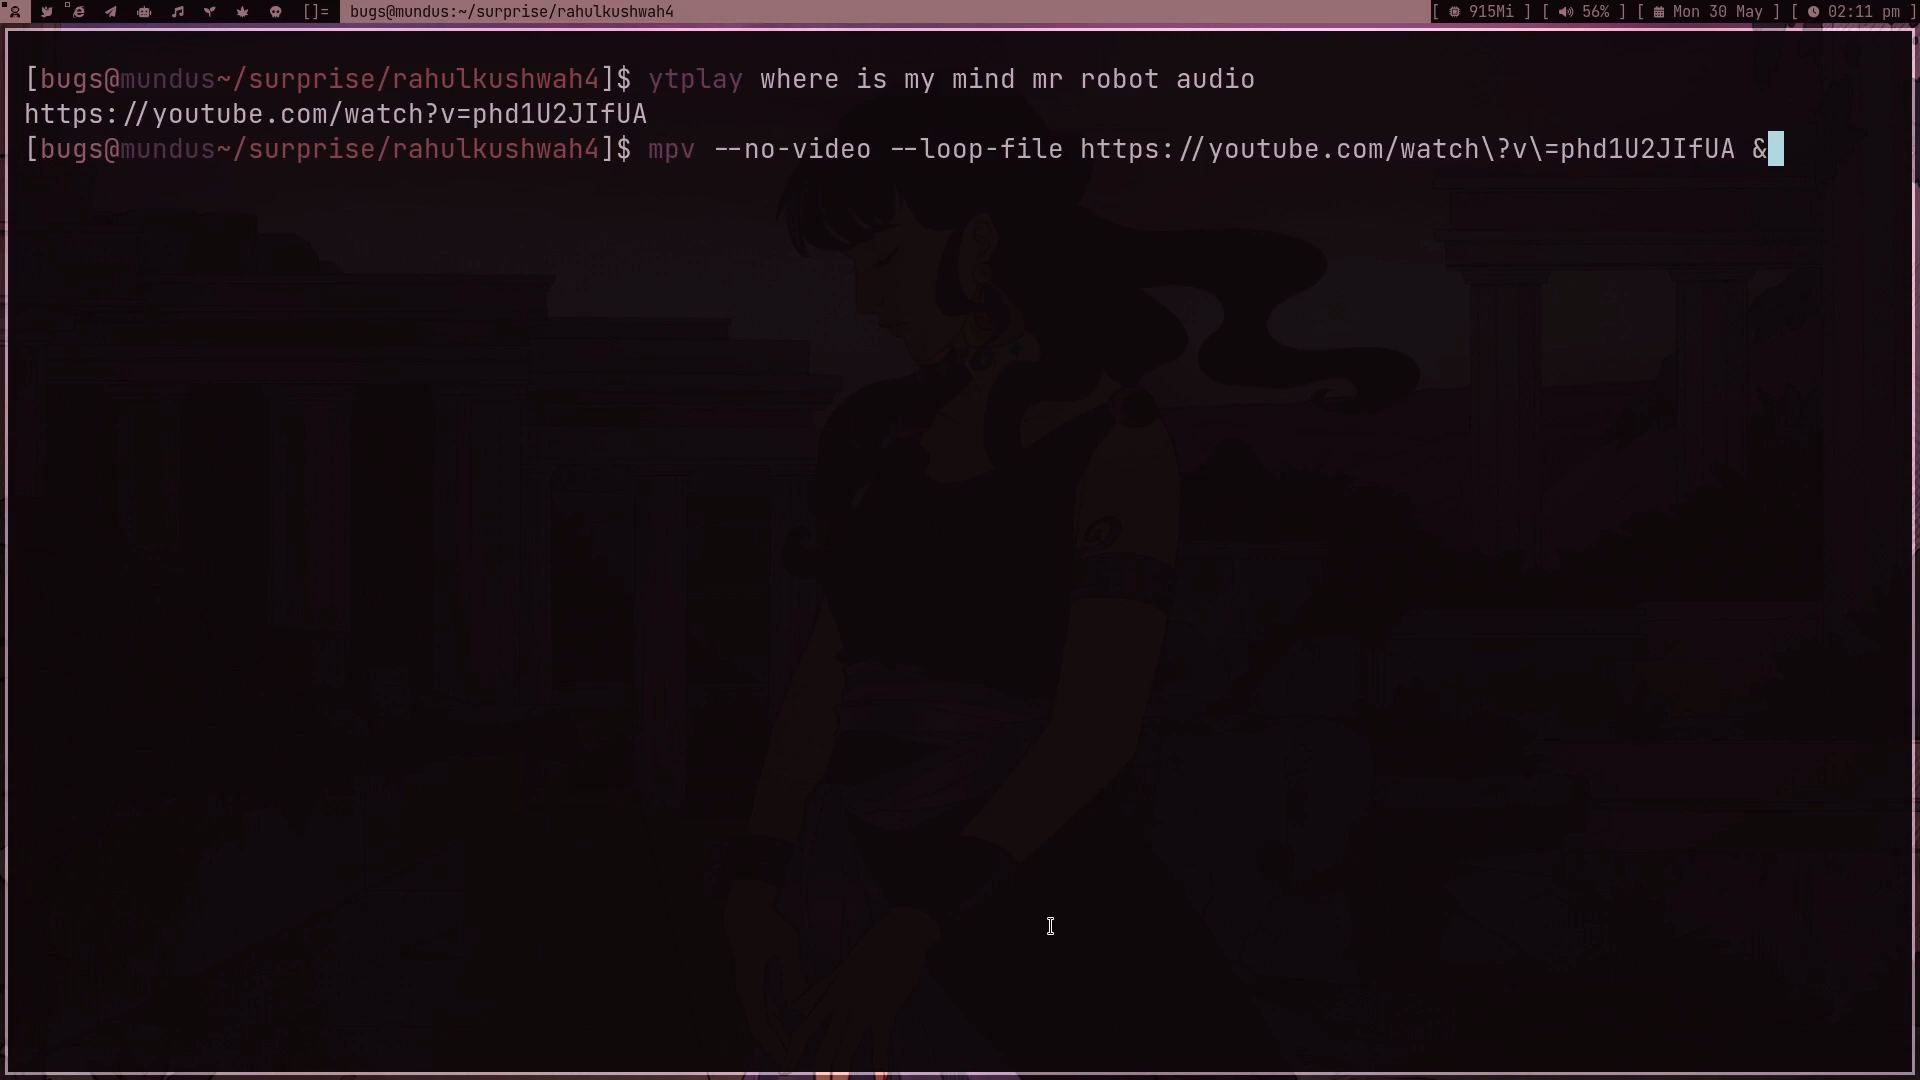 []= bugs@mundus:~/surprise/rahulkushwah4 [ 915Mi ] [ 56% ] [ Mon 30 May ] [ 02:11 pm ]
[bugs@mundus~/surprise/rahulkushwah4]$ ytplay where is my mind mr robot audio
https://youtube.com/watch?v=phd1U2JIfUA
[bugs@mundus~/surprise/rahulkushwah4]$ mpv --no-video --loop-file https://youtube.com/watch\?v\=phd1U2JIfUA &